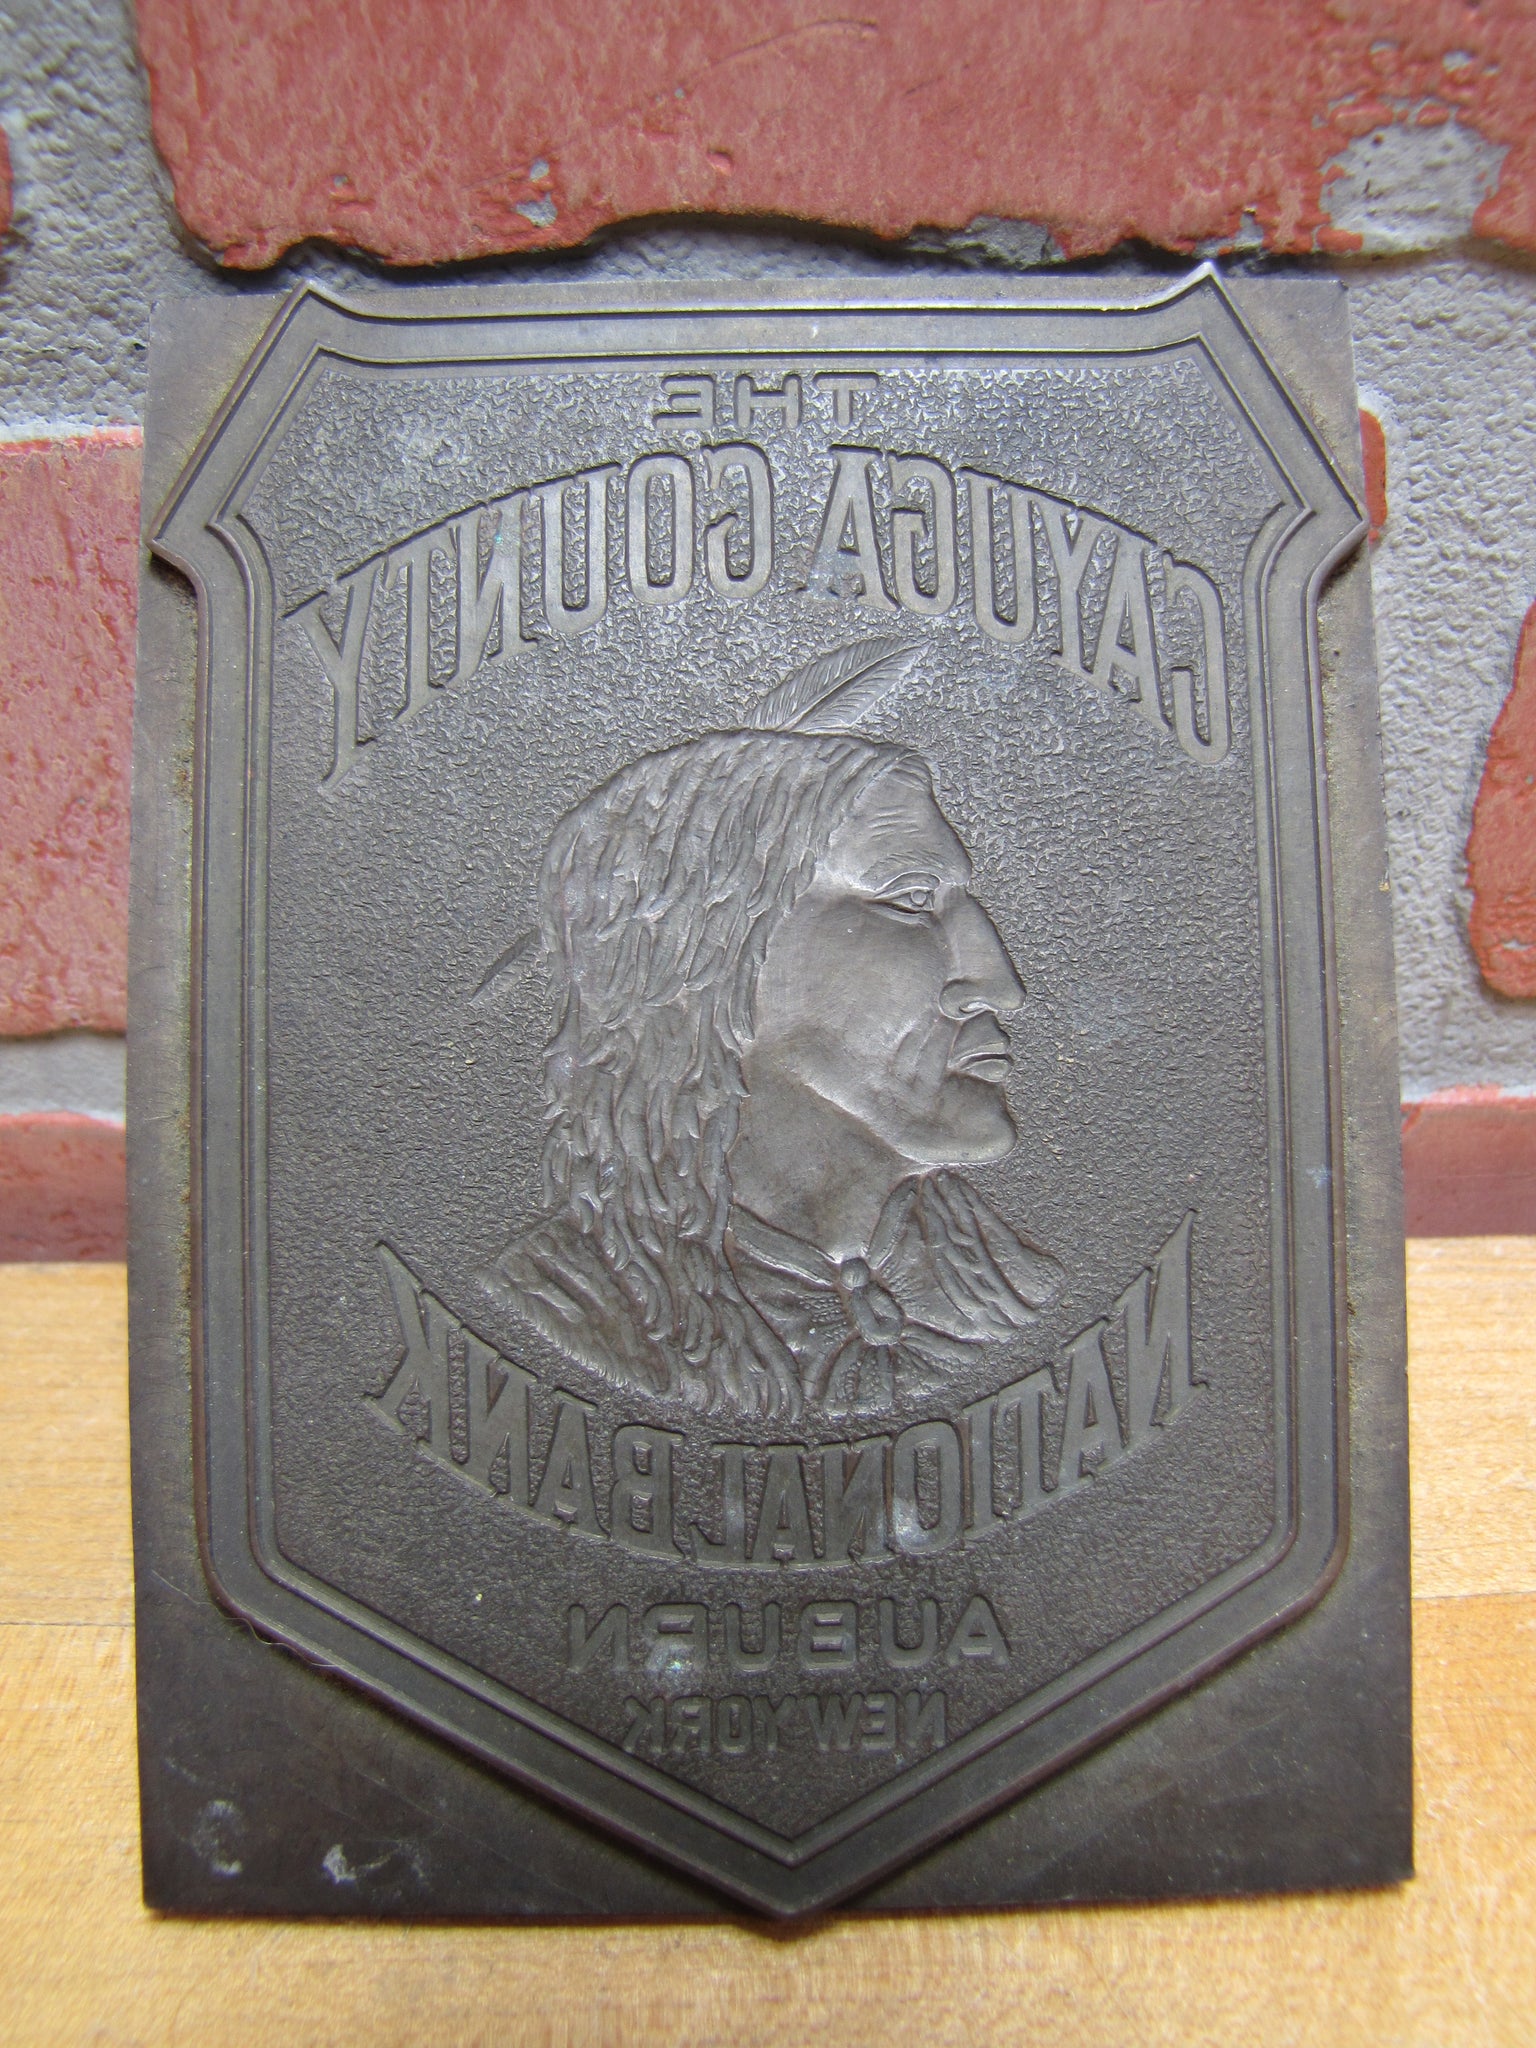 THE
CAYUGA COUNTY
NATIONAL BANK
AUBURN
NEW YORK